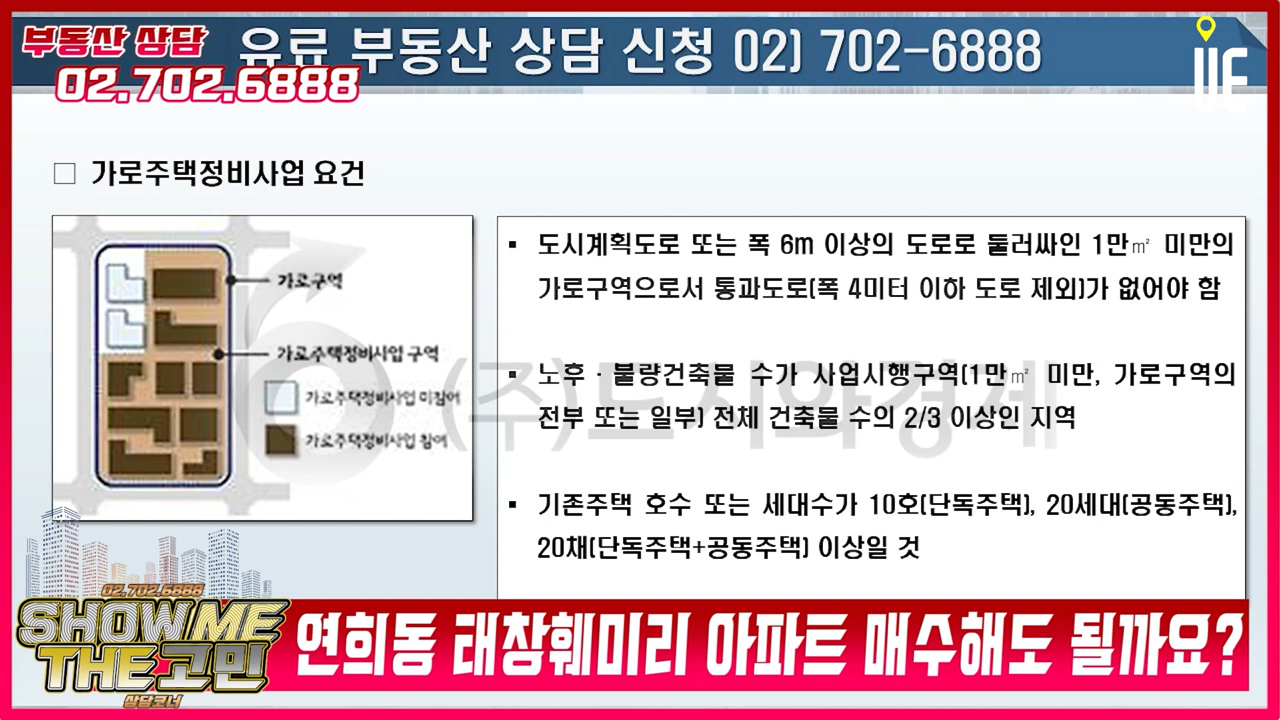 부동산 상담
02.702.6888
유료 부동산 상담 신청 02) 702-6888
□ 가로주택정비사업 요건
가로구역
가로주택정비사업 구역
가로주택정비사업 미참여
가로주택정비사업 참여
▪ 도시계획도로 또는 폭 6m 이상의 도로로 둘러싸인 1만㎡ 미만의
가로구역으로서 통과도로(폭 4미터 이하 도로 제외)가 없어야 함
▪ 노후·불량건축물 수가 사업시행구역(1만㎡ 미만, 가로구역의
전부 또는 일부) 전체 건축물 수의 2/3 이상인 지역
▪ 기존주택 호수 또는 세대수가 10호(단독주택), 20세대(공동주택),
20채(단독주택+공동주택) 이상일 것
(주)도시와경제
02.702.6888
SHOW ME
THE 고민
상담코너
연희동 태창훼미리 아파트 매수해도 될까요?